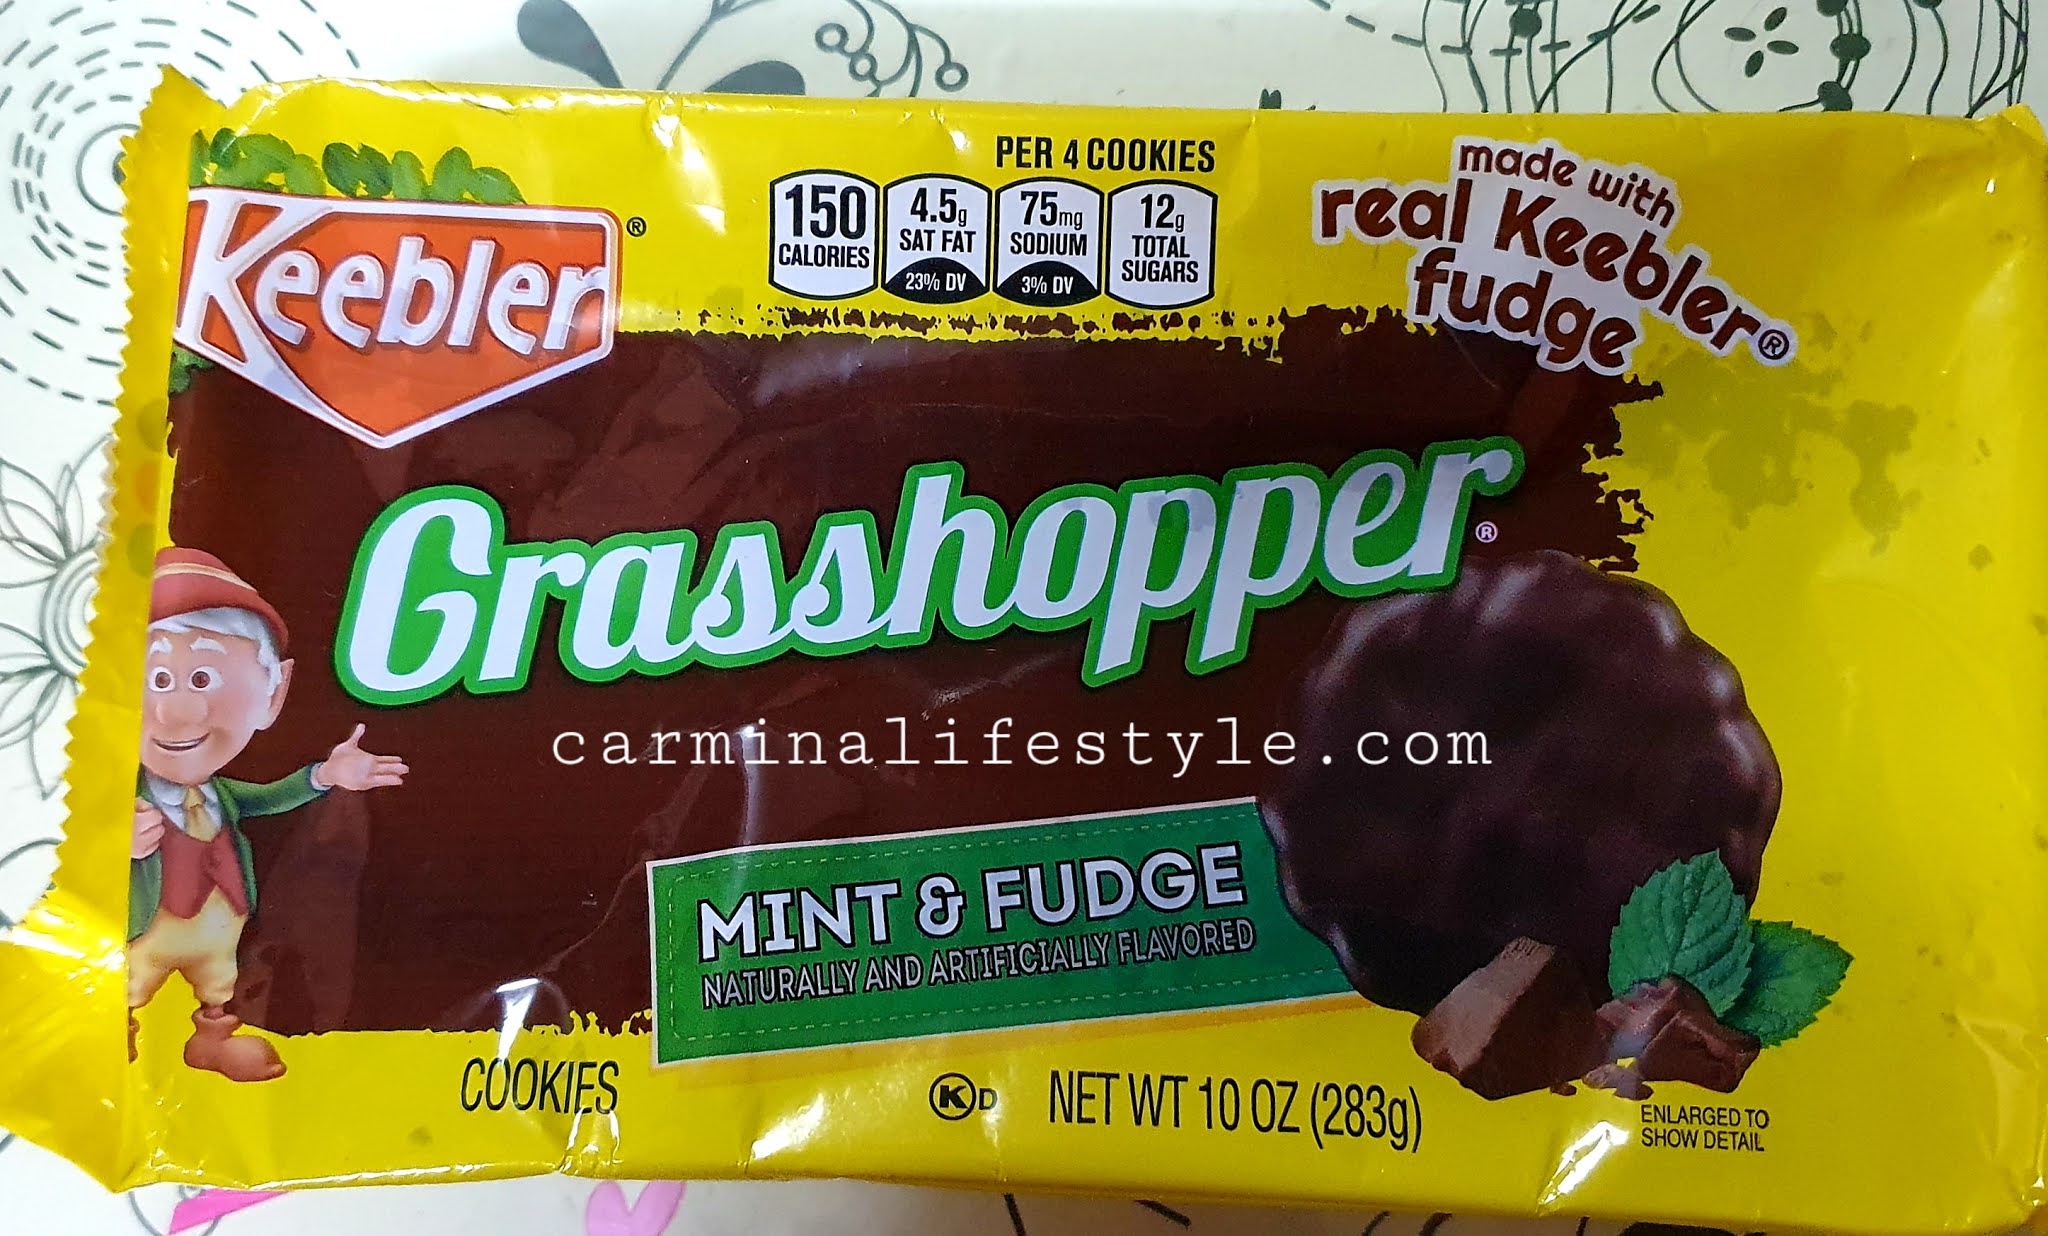 PER 4 COOKIES
150 CALORIES
4.5g SAT FAT 23% DV
75mg SODIUM 3% DV
12g TOTAL SUGARS
made with
real Keebler®
fudge
Keebler®
Grasshopper®
carminalifestyle.com
MINT & FUDGE
NATURALLY AND ARTIFICIALLY FLAVORED
COOKIES
K D
NET WT 10 OZ (283g)
ENLARGED TO
SHOW DETAIL